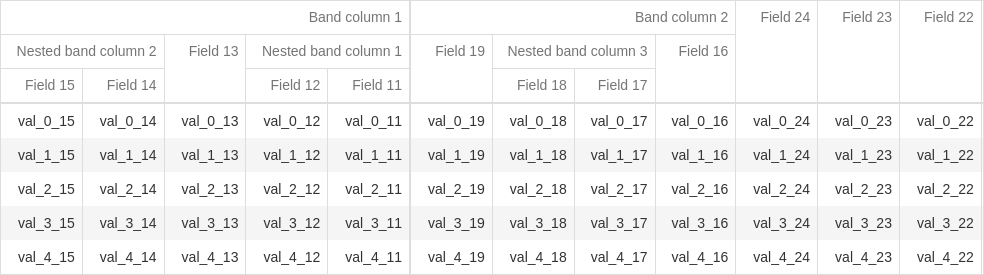 Band column 1 Band column 2 Field 24 Field 23 Field 22
Nested band column 2 Field 13 Nested band column 1 Field 19 Nested band column 3 Field 16
Field 15 Field 14 Field 12 Field 11 Field 18 Field 17
val_0_15 val_0_14 val_0_13 val_0_12 val_0_11 val_0_19 val_0_18 val_0_17 val_0_16 val_0_24 val_0_23 val_0_22
val_1_15 val_1_14 val_1_13 val_1_12 val_1_11 val_1_19 val_1_18 val_1_17 val_1_16 val_1_24 val_1_23 val_1_22
val_2_15 val_2_14 val_2_13 val_2_12 val_2_11 val_2_19 val_2_18 val_2_17 val_2_16 val_2_24 val_2_23 val_2_22
val_3_15 val_3_14 val_3_13 val_3_12 val_3_11 val_3_19 val_3_18 val_3_17 val_3_16 val_3_24 val_3_23 val_3_22
val_4_15 val_4_14 val_4_13 val_4_12 val_4_11 val_4_19 val_4_18 val_4_17 val_4_16 val_4_24 val_4_23 val_4_22